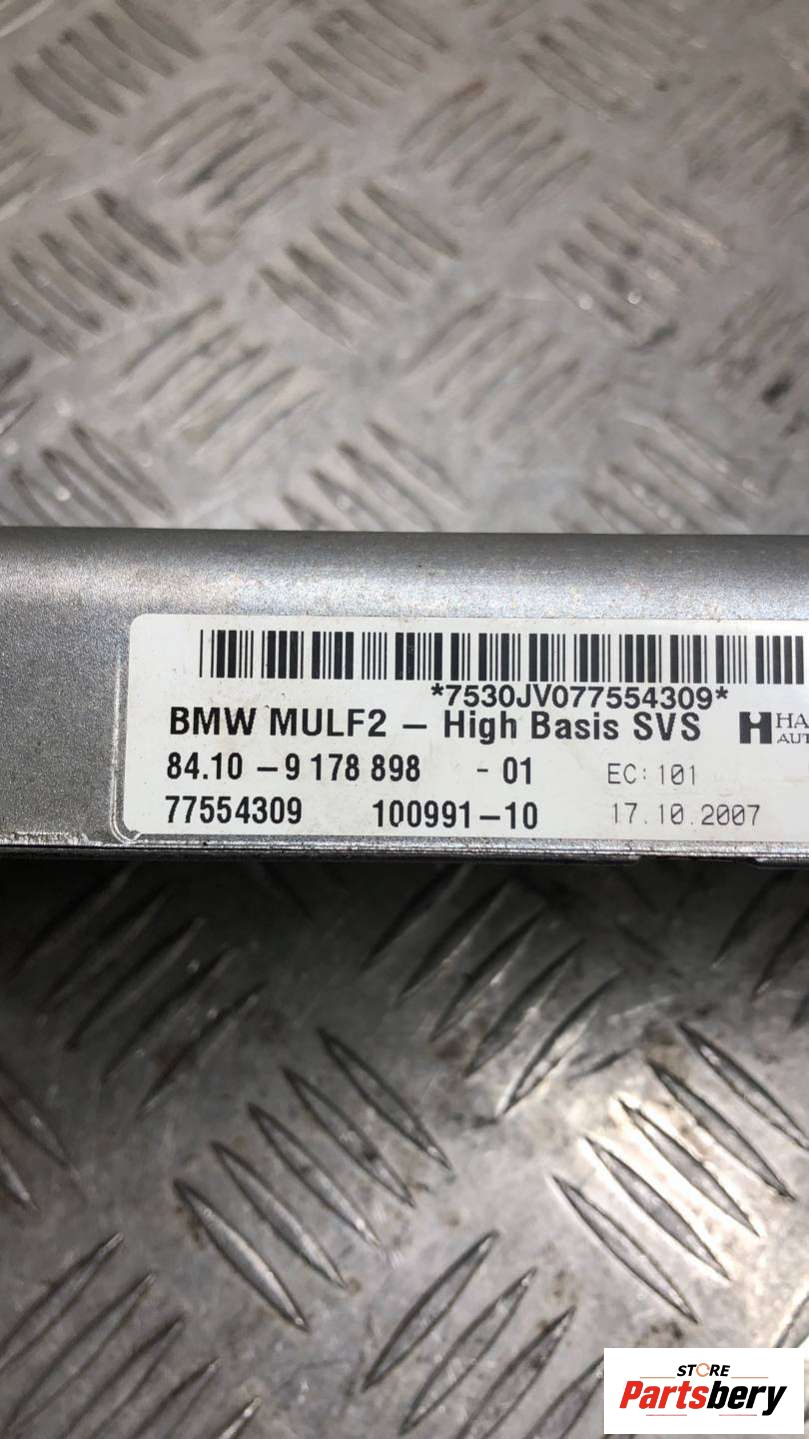 *7530JV077554309*
BMW MULF2 – High Basis SVS
84.10 – 9 178 898 - 01 EC: 101
77554309 100991–10 17.10.2007
STORE
Partsbery